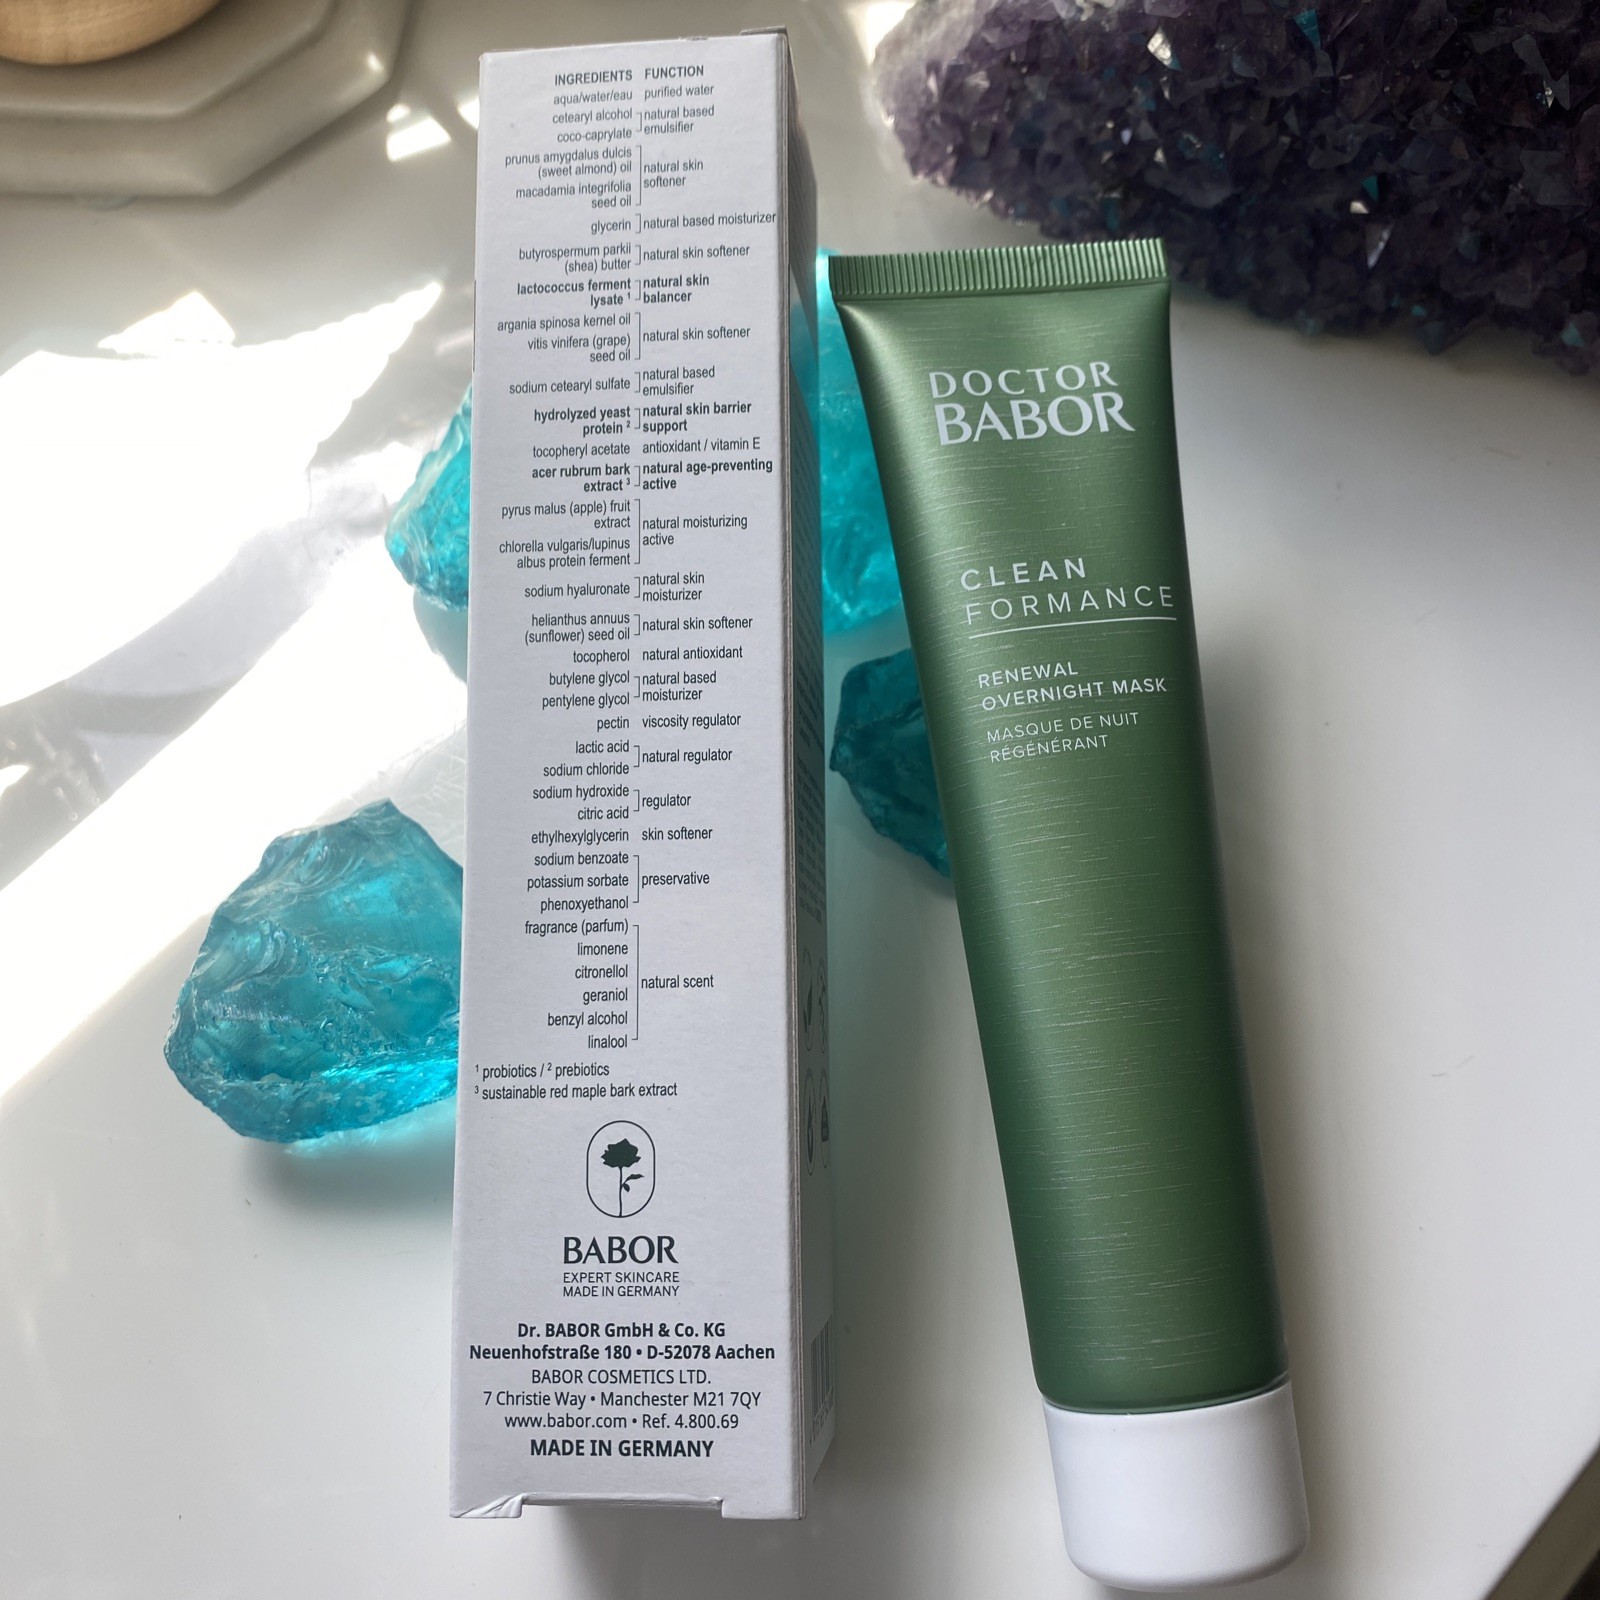 INGREDIENTS FUNCTION
aqua/water/eau purified water
cetearyl alcohol natural based
coco-caprylate emulsifier
prunus amygdalus dulcis
(sweet almond) oil natural skin
macadamia integrifolia softener
seed oil
glycerin natural based moisturizer
butyrospermum parkii natural skin softener
(shea) butter
lactococcus ferment natural skin
lysate ¹ balancer
argania spinosa kernel oil
vitis vinifera (grape) natural skin softener
seed oil
sodium cetearyl sulfate natural based
emulsifier
hydrolyzed yeast natural skin barrier
protein ² support
tocopheryl acetate antioxidant / vitamin E
acer rubrum bark natural age-preventing
extract ³ active
pyrus malus (apple) fruit
extract natural moisturizing
chlorella vulgaris/lupinus active
albus protein ferment
sodium hyaluronate natural skin
moisturizer
helianthus annuus natural skin softener
(sunflower) seed oil
tocopherol natural antioxidant
butylene glycol natural based
pentylene glycol moisturizer
pectin viscosity regulator
lactic acid natural regulator
sodium chloride
sodium hydroxide regulator
citric acid
ethylhexylglycerin skin softener
sodium benzoate
potassium sorbate preservative
phenoxyethanol
fragrance (parfum)
limonene
citronellol natural scent
geraniol
benzyl alcohol
linalool
¹ probiotics / ² prebiotics
³ sustainable red maple bark extract
BABOR
EXPERT SKINCARE
MADE IN GERMANY
Dr. BABOR GmbH & Co. KG
Neuenhofstraße 180 • D-52078 Aachen
BABOR COSMETICS LTD.
7 Christie Way • Manchester M21 7QY
www.babor.com • Ref. 4.800.69
MADE IN GERMANY
DOCTOR
BABOR
CLEAN
FORMANCE
RENEWAL
OVERNIGHT MASK
MASQUE DE NUIT
RÉGÉNÉRANT